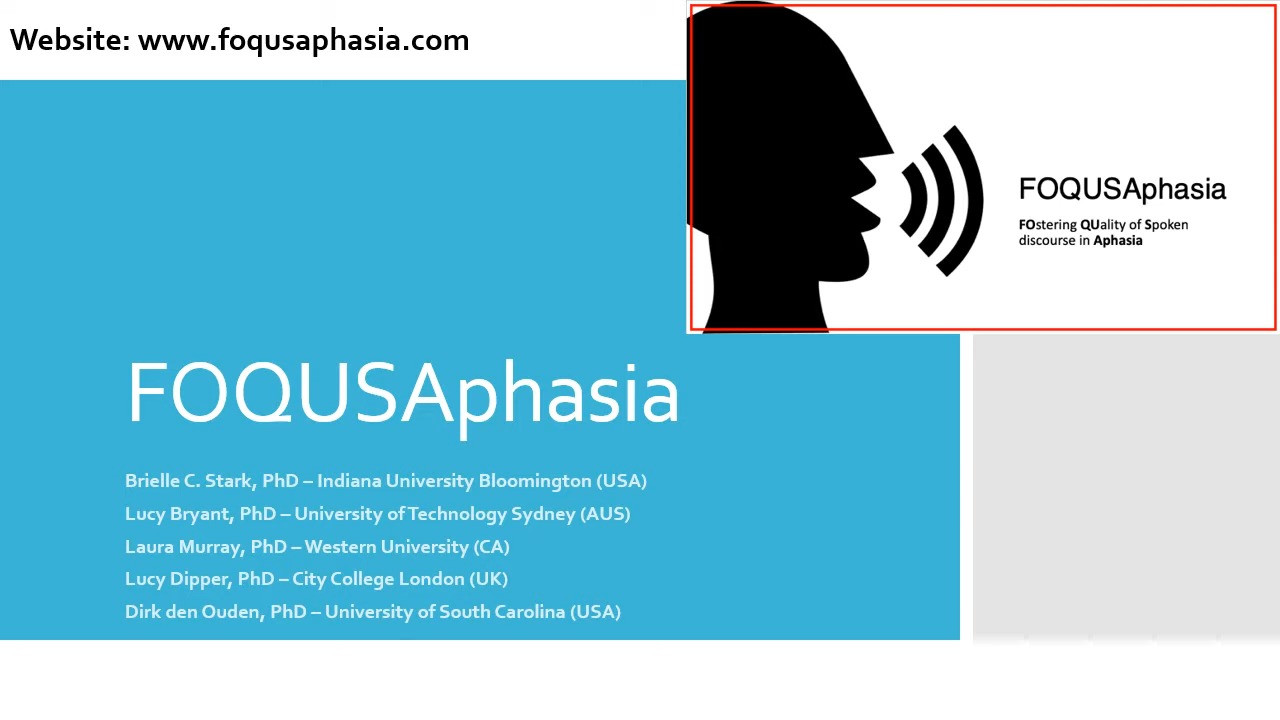 Website: www.foqusaphasia.com
FOQUSAphasia
FOstering QUality of Spoken
discourse in Aphasia
FOQUSAphasia
Brielle C. Stark, PhD – Indiana University Bloomington (USA)
Lucy Bryant, PhD – University of Technology Sydney (AUS)
Laura Murray, PhD – Western University (CA)
Lucy Dipper, PhD – City College London (UK)
Dirk den Ouden, PhD – University of South Carolina (USA)